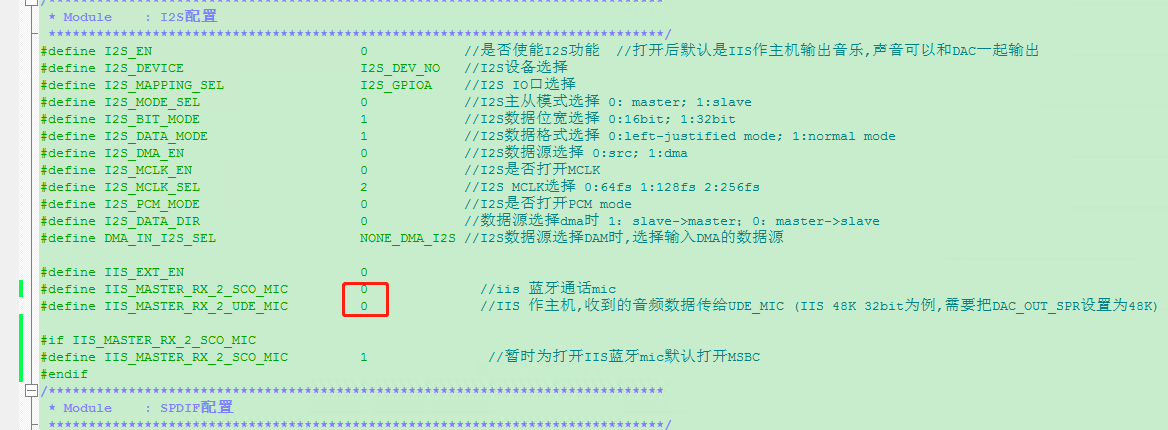 /*****************************************************************************
* Module    : I2S配置
*****************************************************************************/
#define I2S_EN 0 //是否使能I2S功能 //打开后默认是IIS作主机输出音乐,声音可以和DAC一起输出
#define I2S_DEVICE I2S_DEV_NO //I2S设备选择
#define I2S_MAPPING_SEL I2S_GPIOA //I2S IO口选择
#define I2S_MODE_SEL 0 //I2S主从模式选择 0: master; 1:slave
#define I2S_BIT_MODE 1 //I2S数据位宽选择 0:16bit; 1:32bit
#define I2S_DATA_MODE 1 //I2S数据格式选择 0:left-justified mode; 1:normal mode
#define I2S_DMA_EN 0 //I2S数据源选择 0:src; 1:dma
#define I2S_MCLK_EN 0 //I2S是否打开MCLK
#define I2S_MCLK_SEL 2 //I2S MCLK选择 0:64fs 1:128fs 2:256fs
#define I2S_PCM_MODE 0 //I2S是否打开PCM mode
#define I2S_DATA_DIR 0 //数据源选择dma时 1: slave->master; 0: master->slave
#define DMA_IN_I2S_SEL NONE_DMA_I2S //I2S数据源选择DAM时,选择输入DMA的数据源
#define IIS_EXT_EN 0
#define IIS_MASTER_RX_2_SCO_MIC 0 //iis 蓝牙通话mic
#define IIS_MASTER_RX_2_UDE_MIC 0 //IIS 作主机,收到的音频数据传给UDE_MIC (IIS 48K 32bit为例,需要把DAC_OUT_SPR设置为48K)
#if IIS_MASTER_RX_2_SCO_MIC
#define IIS_MASTER_RX_2_SCO_MIC 1 //暂时为打开IIS蓝牙mic默认打开MSBC
#endif
/*****************************************************************************
* Module    : SPDIF配置
*****************************************************************************/